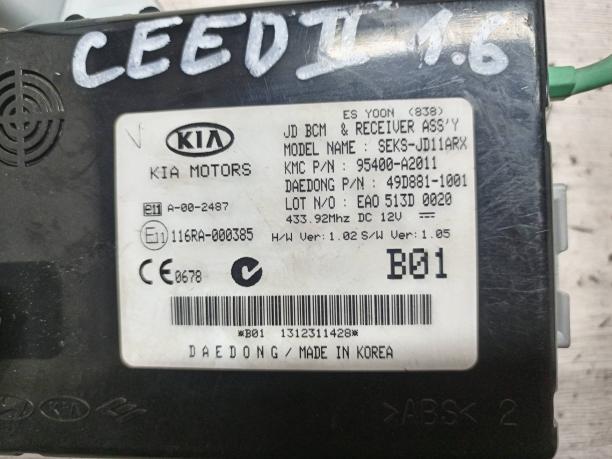 CEED II 1.6
ES YOON (838)
KIA
KIA MOTORS
JD BCM & RECEIVER ASS'Y
MODEL NAME : SEKS-JD11ARX
KMC P/N : 95400-A2011
DAEDONG P/N : 49D881-1001
LOT N/O : EAO 513D 0020
433.92Mhz DC 12V
e11 A-00-2487
E11 116RA-000385
H/W Ver: 1.02 S/W Ver: 1.05
CE 0678
B01
*B01 1312311428*
DAEDONG / MADE IN KOREA
KIA
>ABS< 2